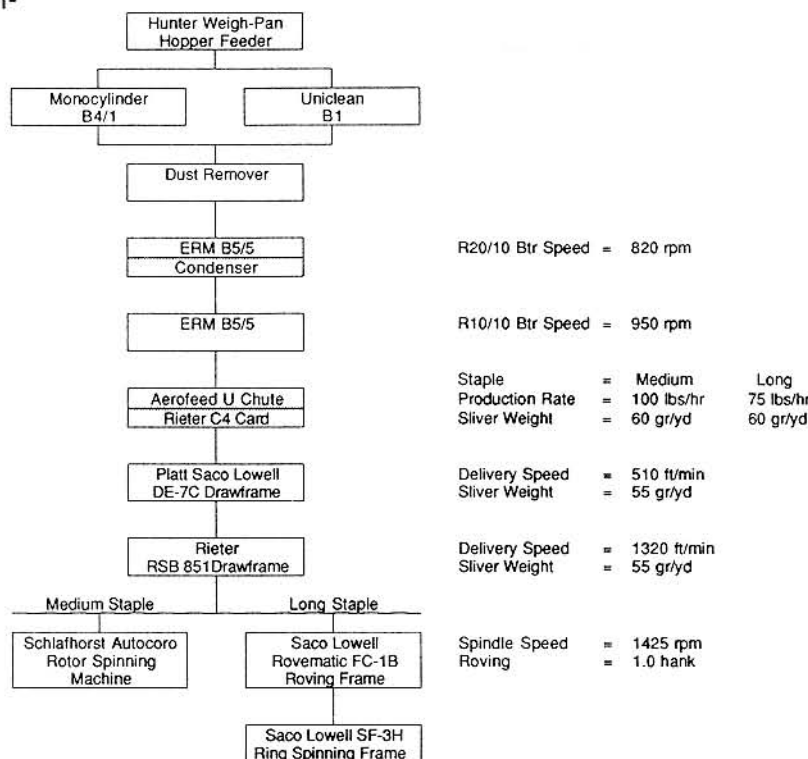 Hunter Weigh-Pan
Hopper Feeder
Monocylinder
B4/1
Uniclean
B1
Dust Remover
ERM B5/5
Condenser
R20/10 Btr Speed = 820 rpm
ERM B5/5
R10/10 Btr Speed = 950 rpm
Aerofeed U Chute
Rieter C4 Card
Staple = Medium Long
Production Rate = 100 lbs/hr 75 lbs/hr
Sliver Weight = 60 gr/yd 60 gr/yd
Platt Saco Lowell
DE-7C Drawframe
Delivery Speed = 510 ft/min
Sliver Weight = 55 gr/yd
Rieter
RSB 851Drawframe
Delivery Speed = 1320 ft/min
Sliver Weight = 55 gr/yd
Medium Staple
Long Staple
Schlafhorst Autocoro
Rotor Spinning
Machine
Saco Lowell
Rovematic FC-1B
Roving Frame
Spindle Speed = 1425 rpm
Roving = 1.0 hank
Saco Lowell SF-3H
Ring Spinning Frame